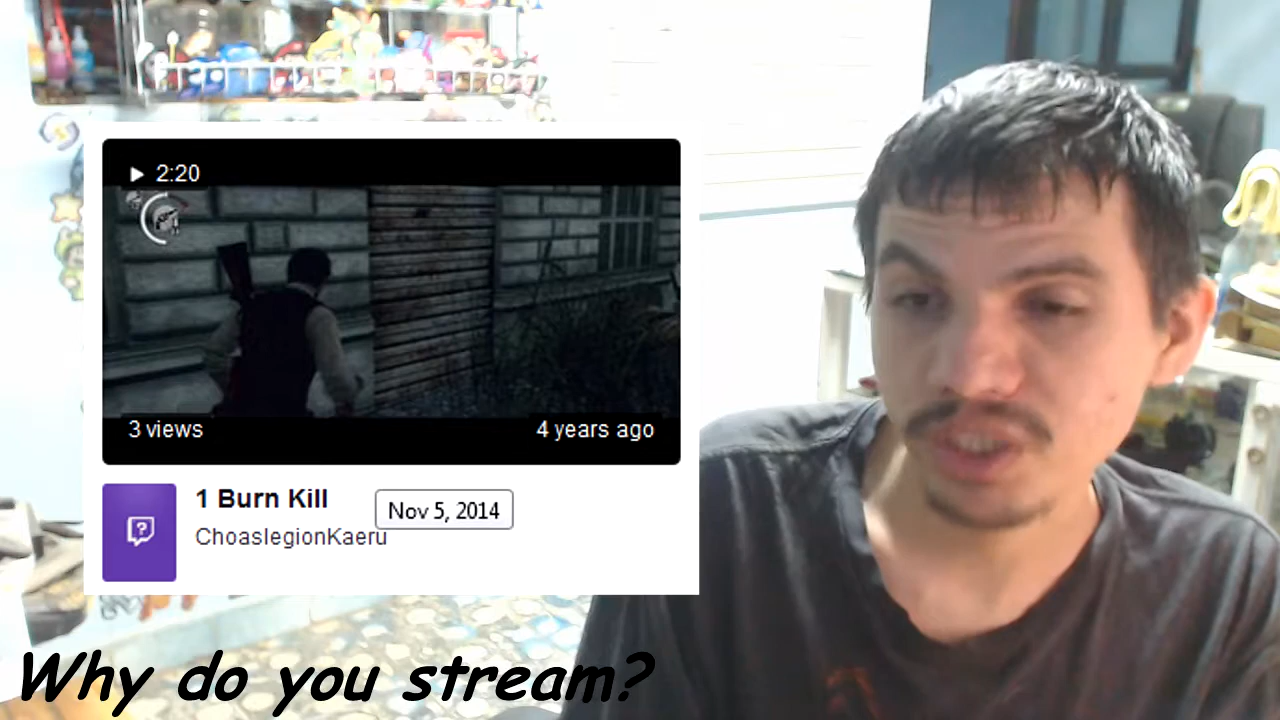 2:20
3 views
4 years ago
1 Burn Kill
Nov 5, 2014
ChoaslegionKaeru
Why do you stream?